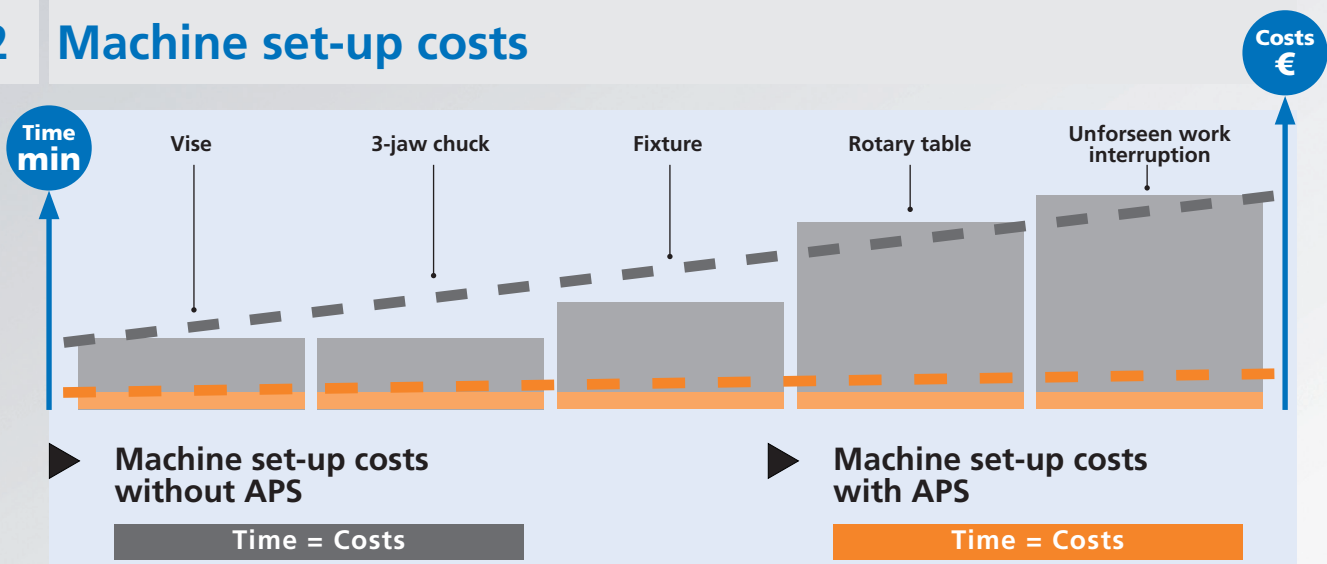 2 Machine set-up costs
Costs
€
Time
min
Vise
3-jaw chuck
Fixture
Rotary table
Unforseen work
interruption
Machine set-up costs
without APS
Time = Costs
Machine set-up costs
with APS
Time = Costs